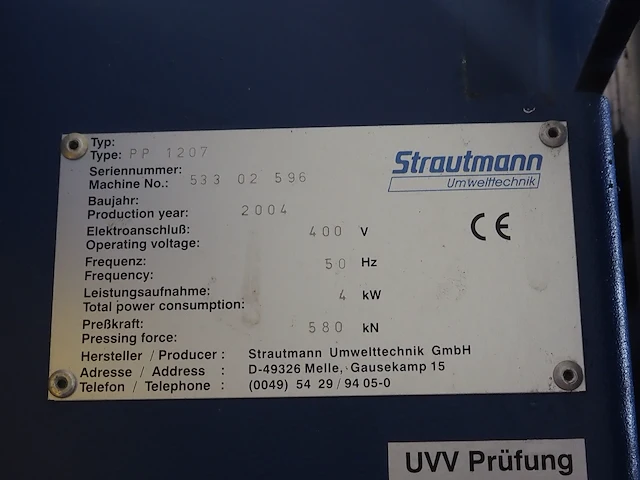 Typ:
Type: PP 1207
Seriennummer:
Machine No.: 533 02 596
Baujahr:
Production year: 2004
Elektroanschluß:
Operating voltage: 400 V
Frequenz:
Frequency: 50 Hz
Leistungsaufnahme:
Total power consumption: 4 kW
Preßkraft:
Pressing force: 580 kN
Hersteller / Producer : Strautmann Umwelttechnik GmbH
Adresse / Address : D-49326 Melle, Gausekamp 15
Telefon / Telephone : (0049) 54 29 / 94 05-0
Strautmann
Umwelttechnik
CE
UVV Prüfung